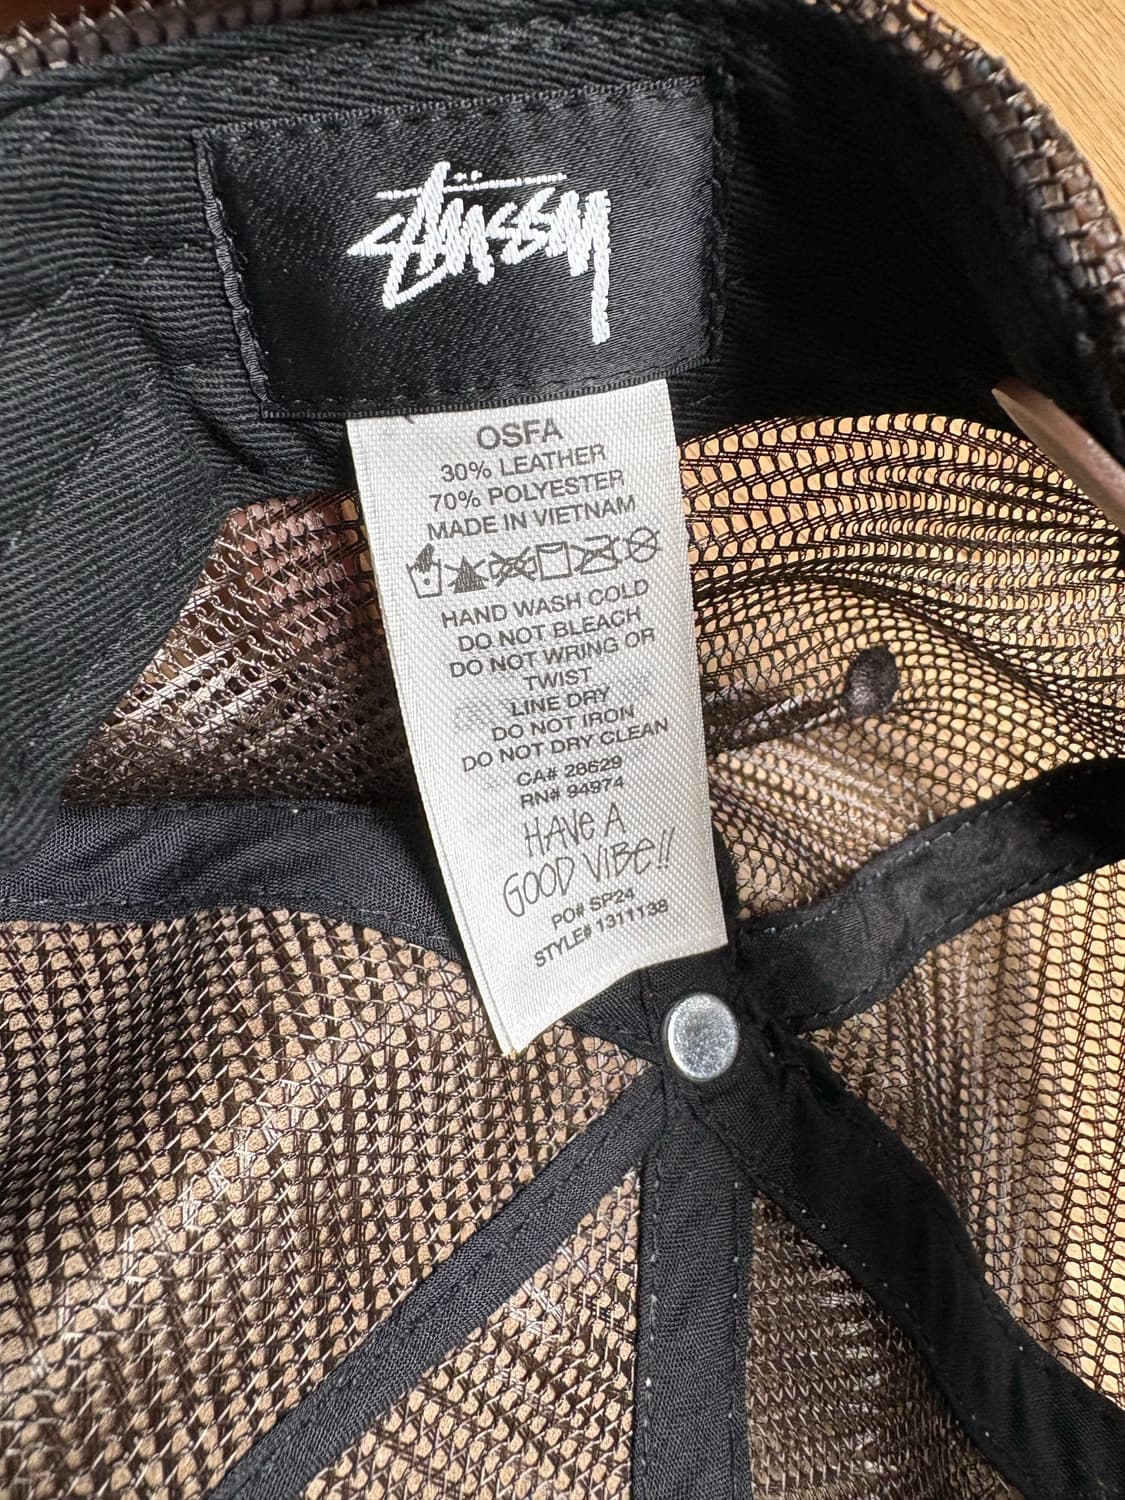 Stüssy
OSFA
30% LEATHER
70% POLYESTER
MADE IN VIETNAM
HAND WASH COLD
DO NOT BLEACH
DO NOT WRING OR
TWIST
LINE DRY
DO NOT IRON
DO NOT DRY CLEAN
CA# 28629
RN# 94974
HAVE A
GOOD VIBE!!
PO# SP24
STYLE# 1311138